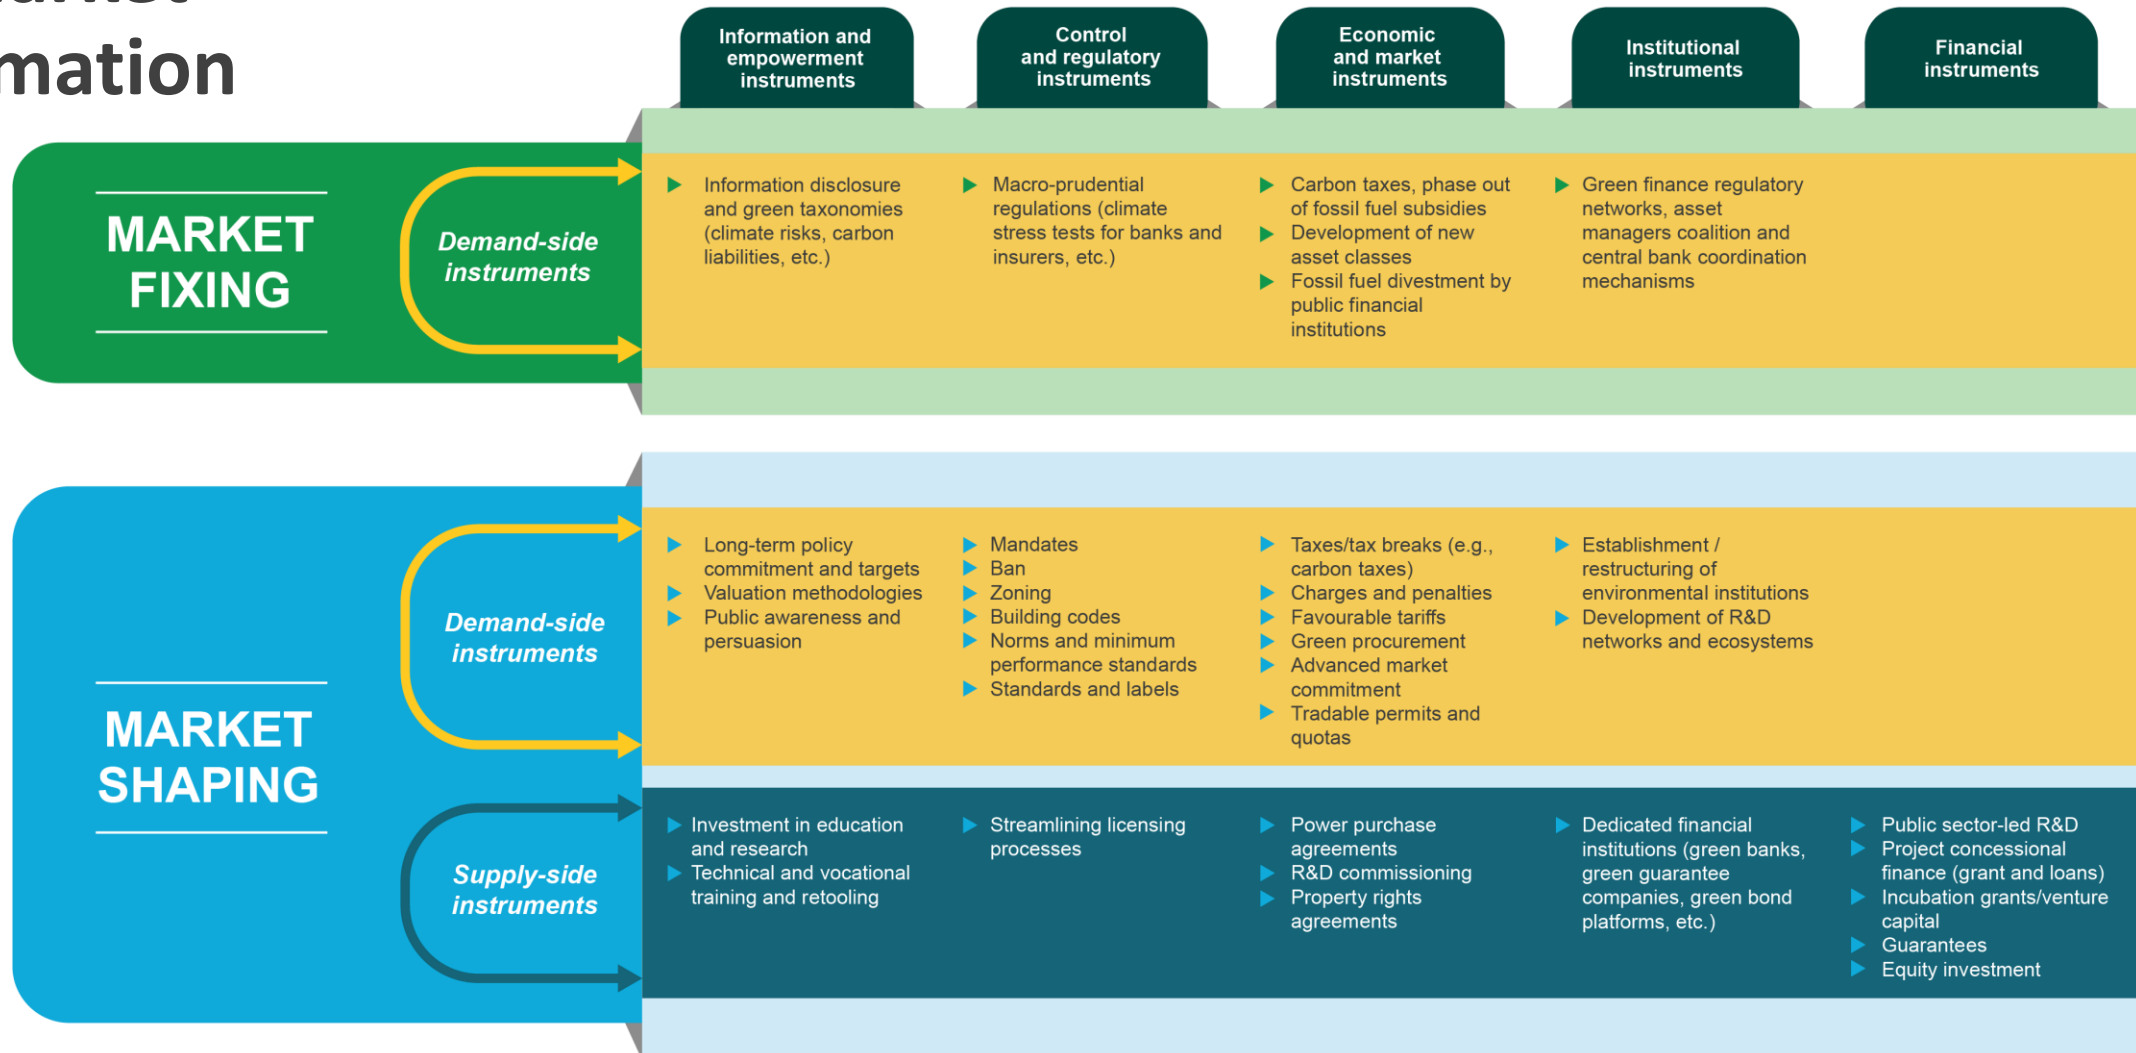 mation
Information and
empowerment
instruments
Control
and regulatory
instruments
Economic
and market
instruments
Institutional
instruments
Financial
instruments
MARKET
FIXING
Demand-side
instruments
Information disclosure
and green taxonomies
(climate risks, carbon
liabilities, etc.)
Macro-prudential
regulations (climate
stress tests for banks and
insurers, etc.)
Carbon taxes, phase out
of fossil fuel subsidies
Development of new
asset classes
Fossil fuel divestment by
public financial
institutions
Green finance regulatory
networks, asset
managers coalition and
central bank coordination
mechanisms
MARKET
SHAPING
Demand-side
instruments
Long-term policy
commitment and targets
Valuation methodologies
Public awareness and
persuasion
Mandates
Ban
Zoning
Building codes
Norms and minimum
performance standards
Standards and labels
Taxes/tax breaks (e.g.,
carbon taxes)
Charges and penalties
Favourable tariffs
Green procurement
Advanced market
commitment
Tradable permits and
quotas
Establishment /
restructuring of
environmental institutions
Development of R&D
networks and ecosystems
Supply-side
instruments
Investment in education
and research
Technical and vocational
training and retooling
Streamlining licensing
processes
Power purchase
agreements
R&D commissioning
Property rights
agreements
Dedicated financial
institutions (green banks,
green guarantee
companies, green bond
platforms, etc.)
Public sector-led R&D
Project concessional
finance (grant and loans)
Incubation grants/venture
capital
Guarantees
Equity investment